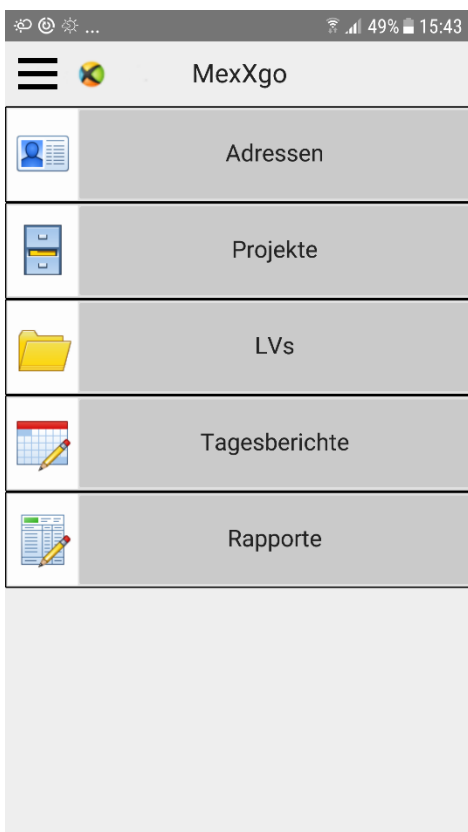 ... 49% 15:43
MexXgo
Adressen
Projekte
LVs
Tagesberichte
Rapporte